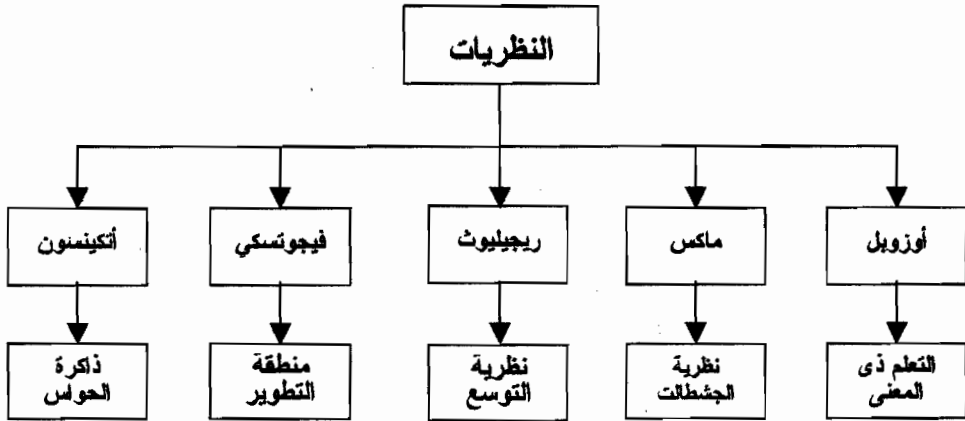 النظريات
أوزوبل
ماكس
ريجيليوث
فيجوتسكي
أتكينسون
التعلم ذى
المعنى
نظرية
الجشطالت
نظرية
التوسع
منطقة
التطوير
ذاكرة
الحواس